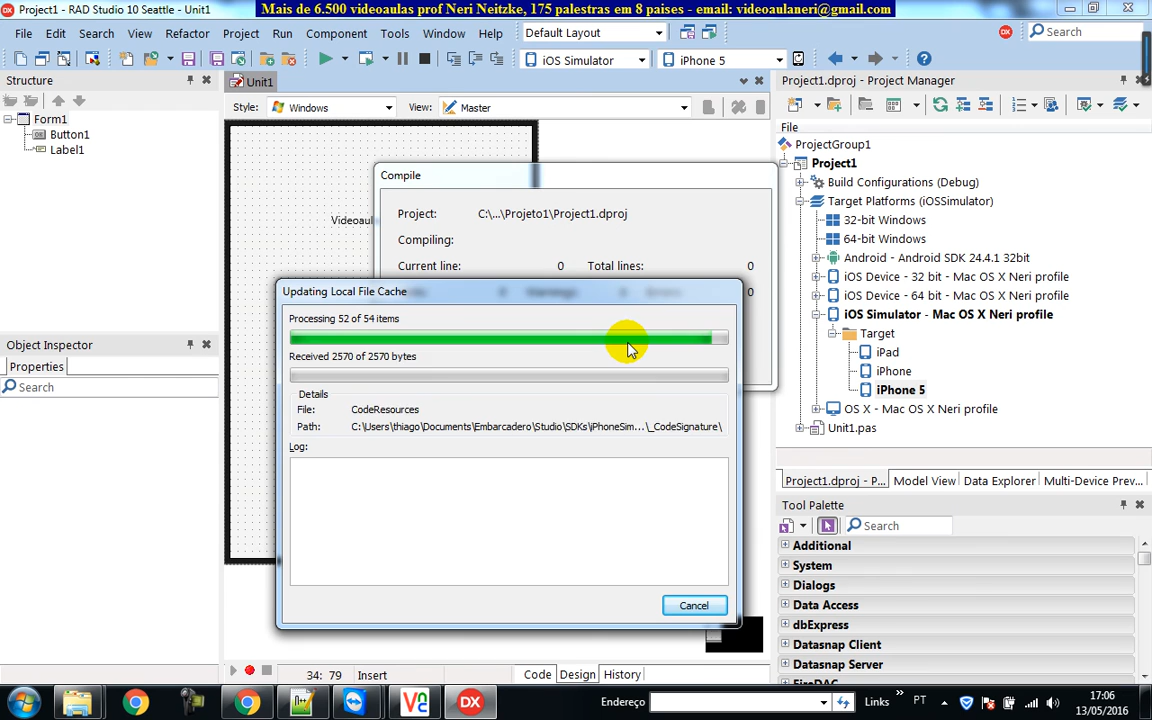 Project1 - RAD Studio 10 Seattle - Unit1
Mais de 6.500 videoaulas prof Neri Neitzke, 175 palestras em 8 paises - email: videoaulaneri@gmail.com
File Edit Search View Refactor Project Run Component Tools Window Help
Default Layout
Search
iOS Simulator
iPhone 5
Structure
Form1
Button1
Label1
Object Inspector
Properties
Search
Unit1
Style: Windows
View: Master
Videoaul
Compile
Project: C:\...\Projeto1\Project1.dproj
Compiling:
Current line: 0 Total lines: 0
0 0 0
Updating Local File Cache
Processing 52 of 54 items
Received 2570 of 2570 bytes
Details
File: CodeResources
Path: C:\Users\thiago\Documents\Embarcadero\Studio\SDKs\iPhoneSim...\_CodeSignature\
Log:
Cancel
34: 79 Insert
Code Design History
Project1.dproj - Project Manager
File
ProjectGroup1
Project1
Build Configurations (Debug)
Target Platforms (iOSSimulator)
32-bit Windows
64-bit Windows
Android - Android SDK 24.4.1 32bit
iOS Device - 32 bit - Mac OS X Neri profile
iOS Device - 64 bit - Mac OS X Neri profile
iOS Simulator - Mac OS X Neri profile
Target
iPad
iPhone
iPhone 5
OS X - Mac OS X Neri profile
Unit1.pas
Project1.dproj - P... Model View Data Explorer Multi-Device Prev...
Tool Palette
Search
Additional
System
Dialogs
Data Access
dbExpress
Datasnap Client
Datasnap Server
FireDAC
DX
Endereço
Links
PT
17:06
13/05/2016